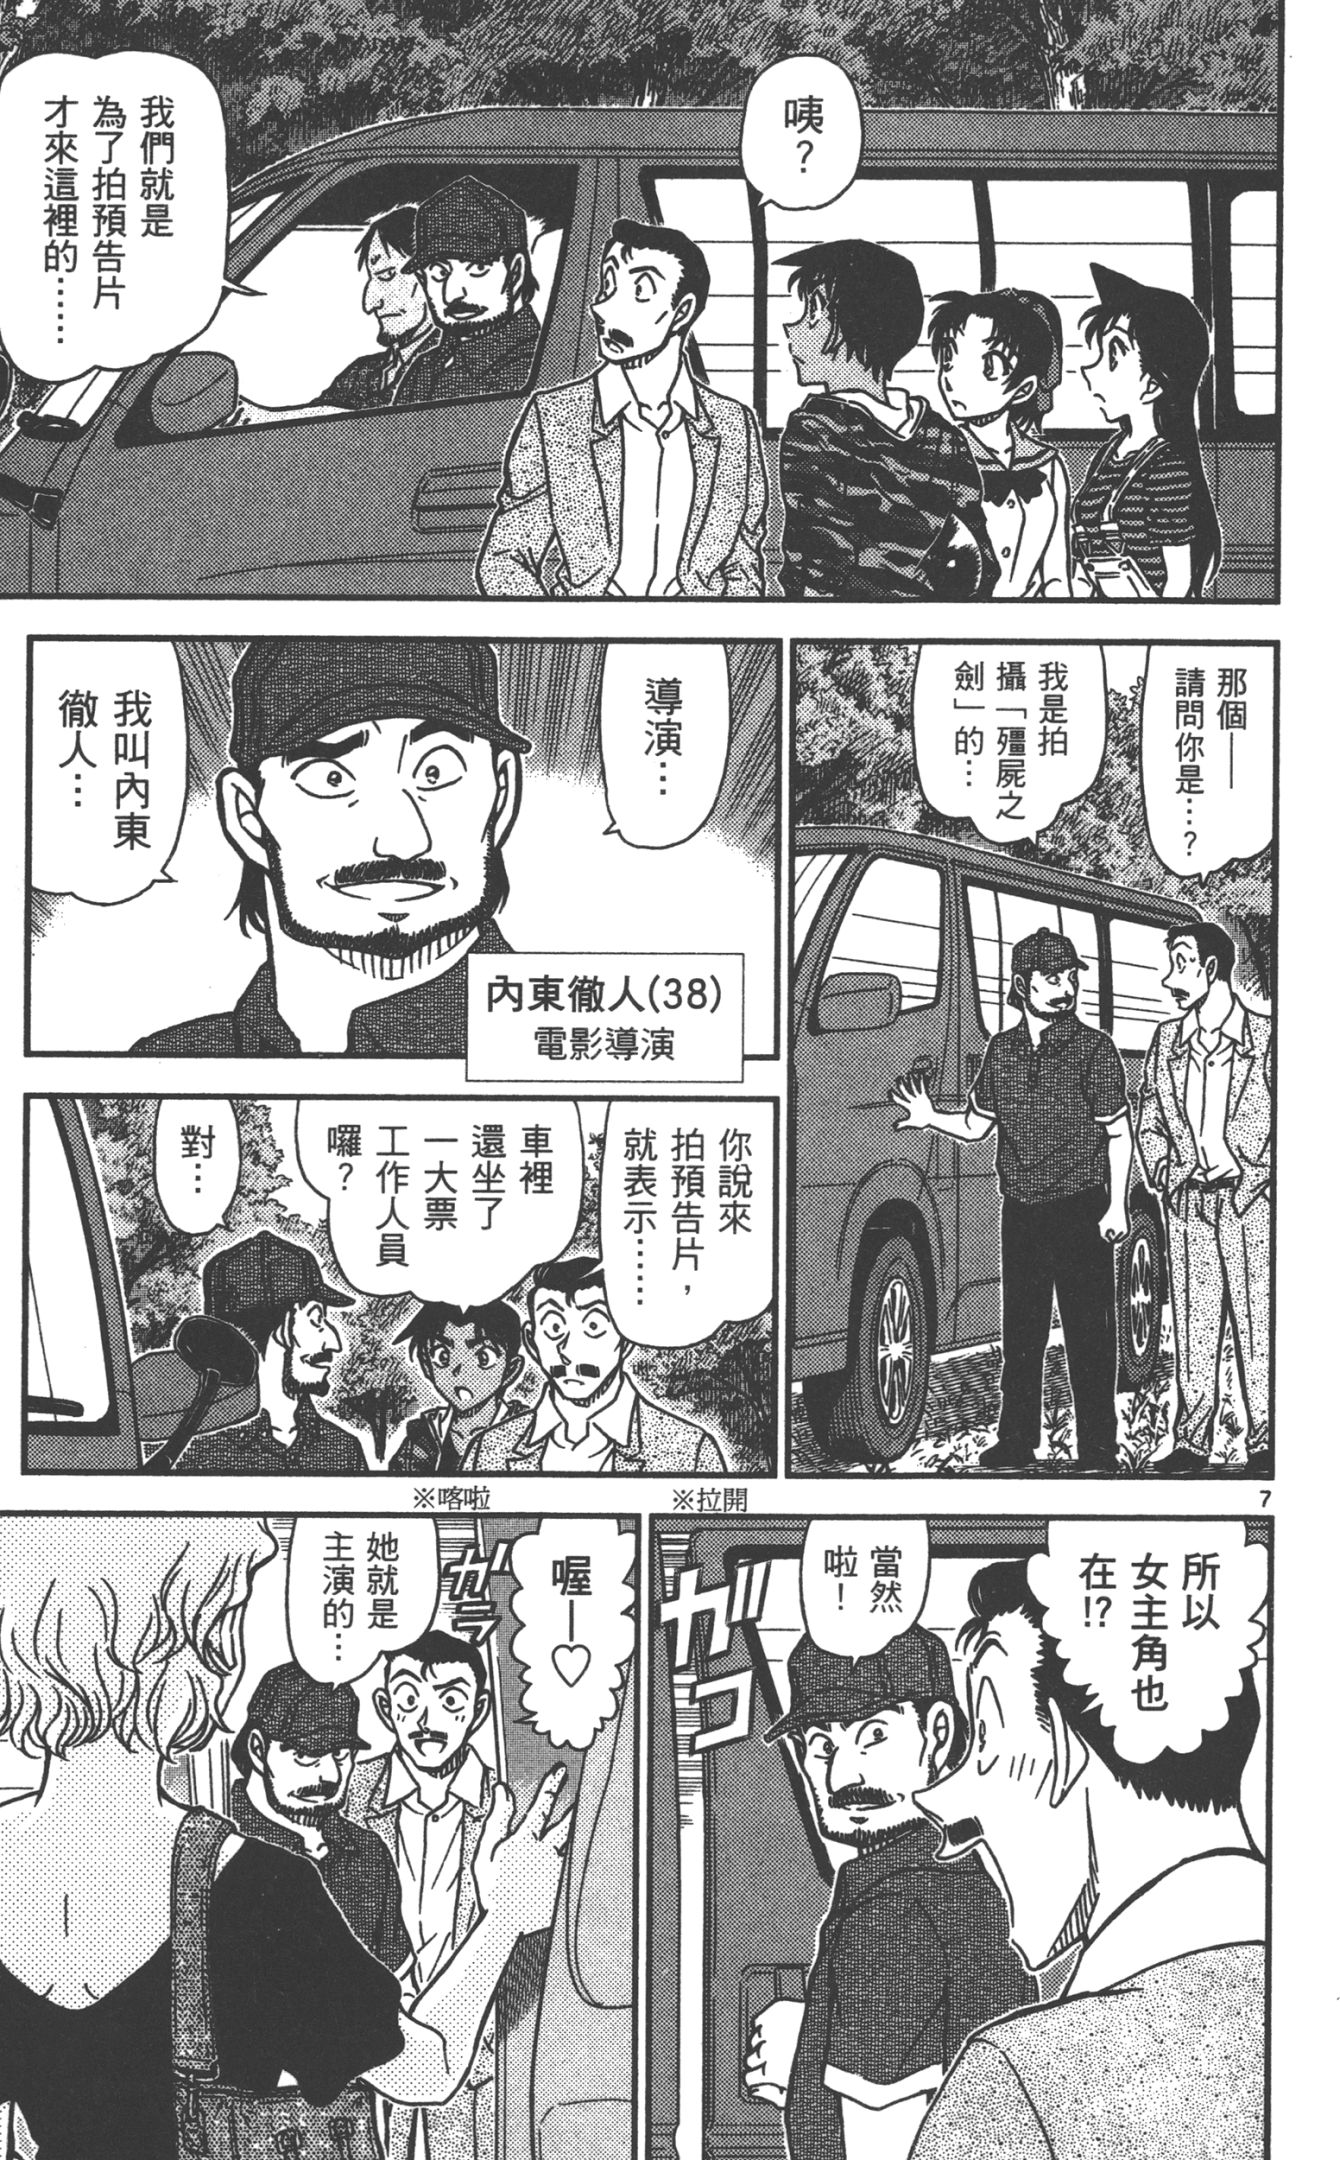 咦？
我們就是
為了拍預告片
才來這裡的……
那個——
請問你是…？
我是拍
攝「殭屍之
劍」的…
導演…
我叫內東
徹人…
內東徹人(38)
電影導演
你說來
拍預告片，
就表示……
車裡
還坐了
一大票
工作人員
囉？
對…
7
※拉開
所以
女主角也
在!?
當然
啦！
ガコ
※喀啦
喔—♡
ガラ
她就是
主演的…